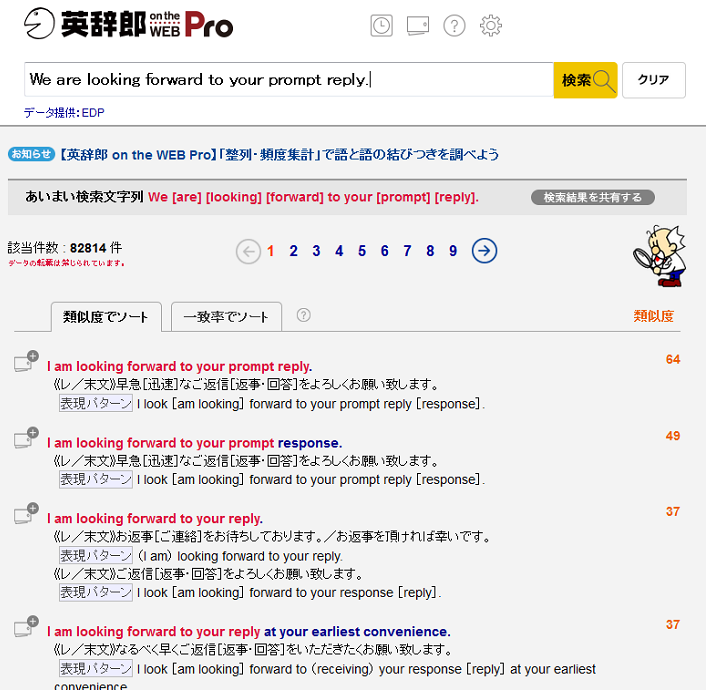 英辞郎 on the WEB Pro
We are looking forward to your prompt reply.
検索
クリア
データ提供：EDP
お知らせ 【英辞郎 on the WEB Pro】「整列・頻度集計」で語と語の結びつきを調べよう
あいまい検索文字列 We [are] [looking] [forward] to your [prompt] [reply].
検索結果を共有する
該当件数 : 82814 件
データの転載は禁じられています。
1 2 3 4 5 6 7 8 9
類似度でソート
一致率でソート
類似度
I am looking forward to your prompt reply.
64
《レ／末文》早急［迅速］なご返信［返事・回答］をよろしくお願い致します。
表現パターン I look ［am looking］ forward to your prompt reply ［response］.
I am looking forward to your prompt response.
49
《レ／末文》早急［迅速］なご返信［返事・回答］をよろしくお願い致します。
表現パターン I look ［am looking］ forward to your prompt reply ［response］.
I am looking forward to your reply.
37
《レ／末文》お返事［ご連絡］をお待ちしております。／お返事を頂ければ幸いです。
表現パターン （I am） looking forward to your reply.
《レ／末文》ご返信［返事・回答］をよろしくお願い致します。
表現パターン I look ［am looking］ forward to your response ［reply］.
I am looking forward to your reply at your earliest convenience.
37
《レ／末文》なるべく早くご返信［返事・回答］をいただきたくお願い致します。
表現パターン I look ［am looking］ forward to （receiving） your response ［reply］ at your earliest
convenience.